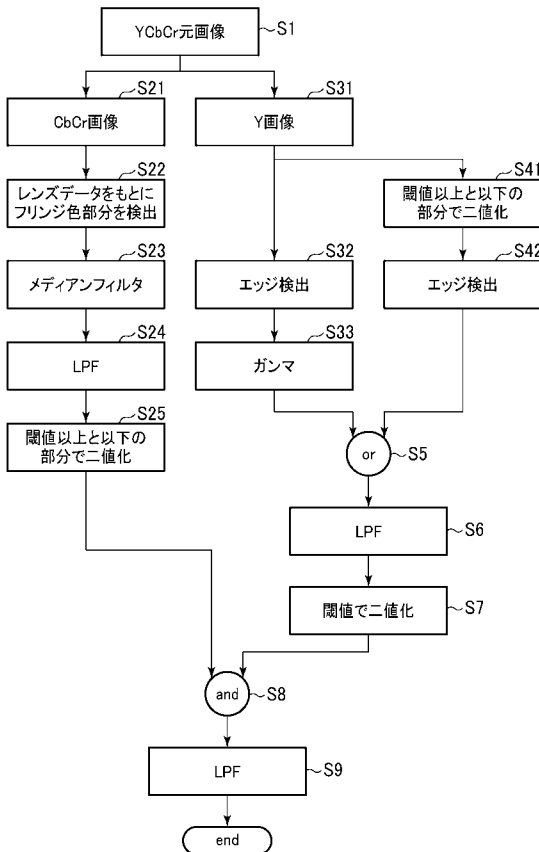 YCbCr元画像
S1
S21
CbCr画像
S31
Y画像
S22
レンズデータをもとに
フリンジ色部分を検出
S41
閾値以上と以下の
部分で二値化
S23
メディアンフィルタ
S32
エッジ検出
S42
エッジ検出
S24
LPF
S33
ガンマ
S25
閾値以上と以下の
部分で二値化
or
S5
LPF
S6
閾値で二値化
S7
and
S8
LPF
S9
end